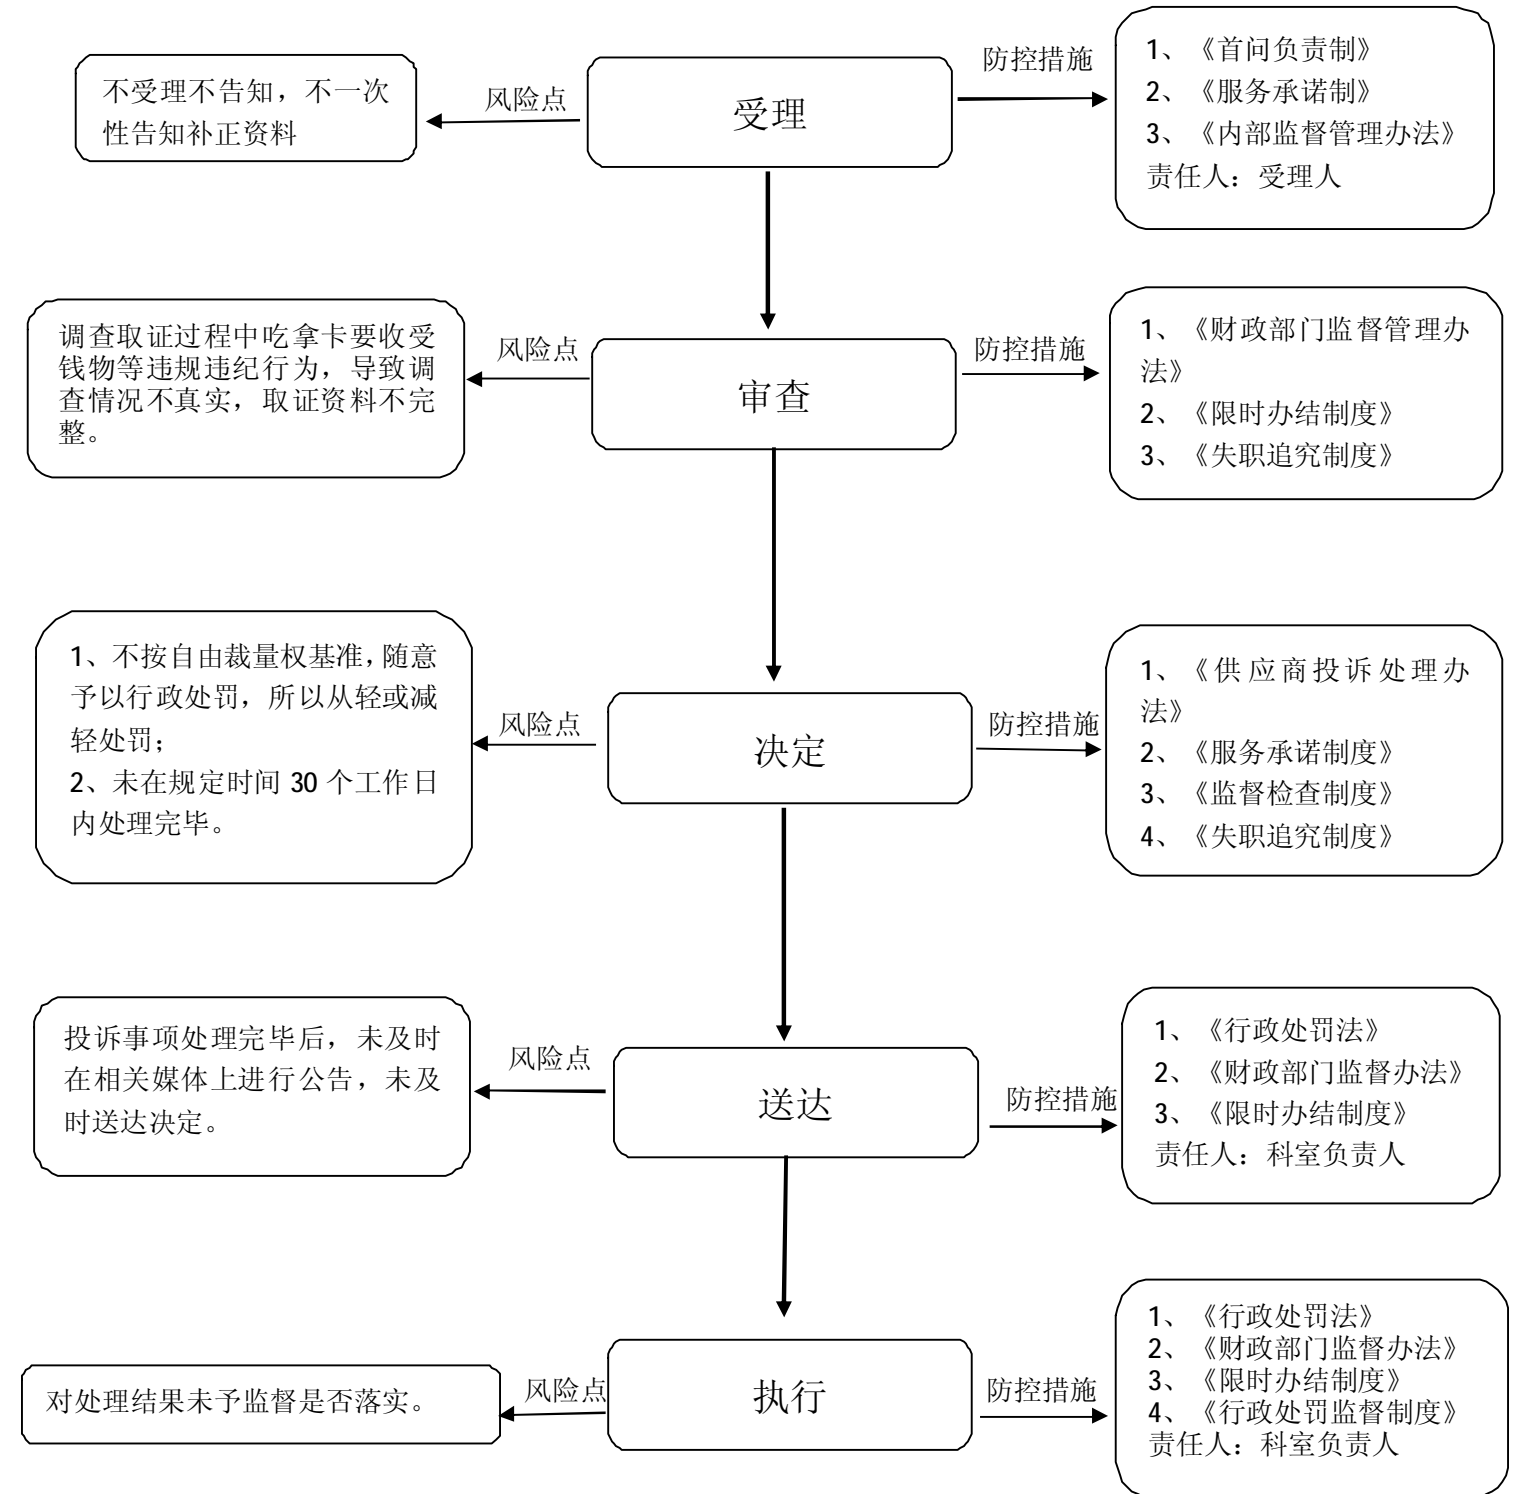 不受理不告知，不一次
性告知补正资料
风险点
受理
防控措施
1、《首问负责制》
2、《服务承诺制》
3、《内部监督管理办法》
责任人：受理人
调查取证过程中吃拿卡要收受
钱物等违规违纪行为，导致调
查情况不真实，取证资料不完
整。
风险点
审查
防控措施
1、《财政部门监督管理办
法》
2、《限时办结制度》
3、《失职追究制度》
1、不按自由裁量权基准，随意
予以行政处罚，所以从轻或减
轻处罚；
2、未在规定时间 30 个工作日
内处理完毕。
风险点
决定
防控措施
1、《供应商投诉处理办
法》
2、《服务承诺制度》
3、《监督检查制度》
4、《失职追究制度》
投诉事项处理完毕后，未及时
在相关媒体上进行公告，未及
时送达决定。
风险点
送达
防控措施
1、《行政处罚法》
2、《财政部门监督办法》
3、《限时办结制度》
责任人：科室负责人
对处理结果未予监督是否落实。
风险点
执行
防控措施
1、《行政处罚法》
2、《财政部门监督办法》
3、《限时办结制度》
4、《行政处罚监督制度》
责任人：科室负责人